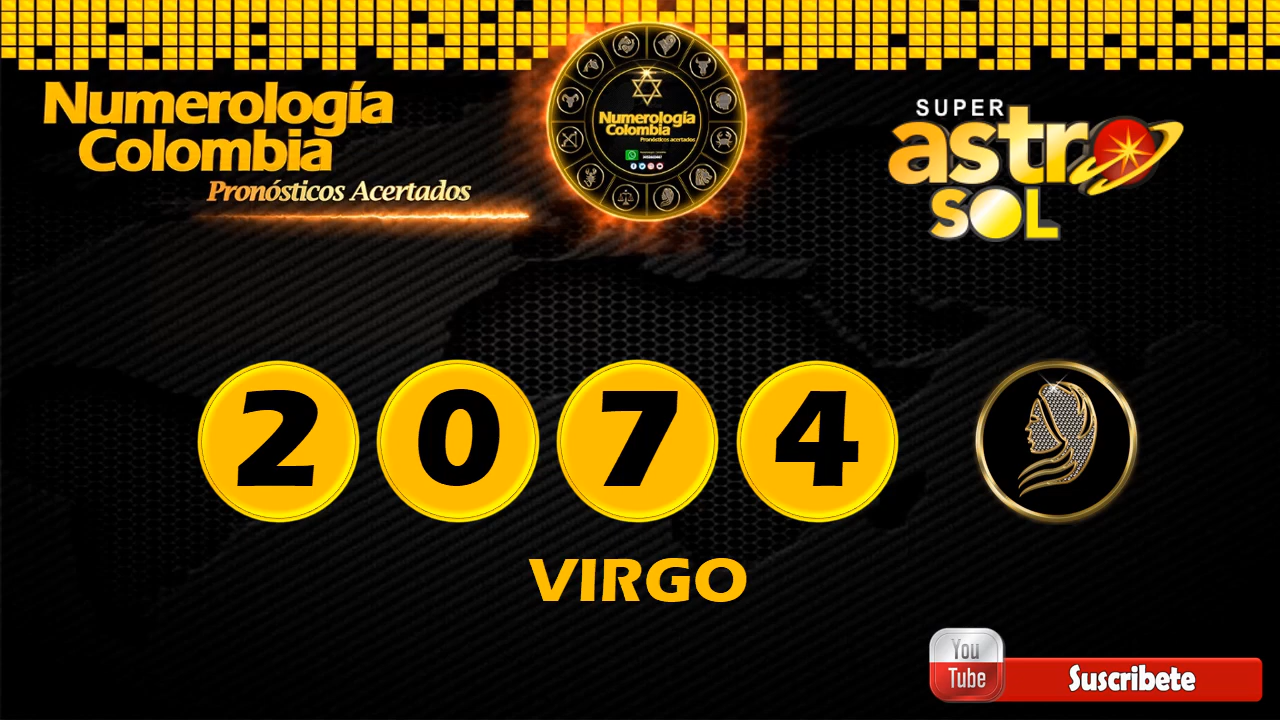 Numerología
Colombia
Pronósticos Acertados
Numerología
Colombia
Pronósticos acertados
SUPER
astro
SOL
2 0 7 4
VIRGO
You
Tube
Suscribete